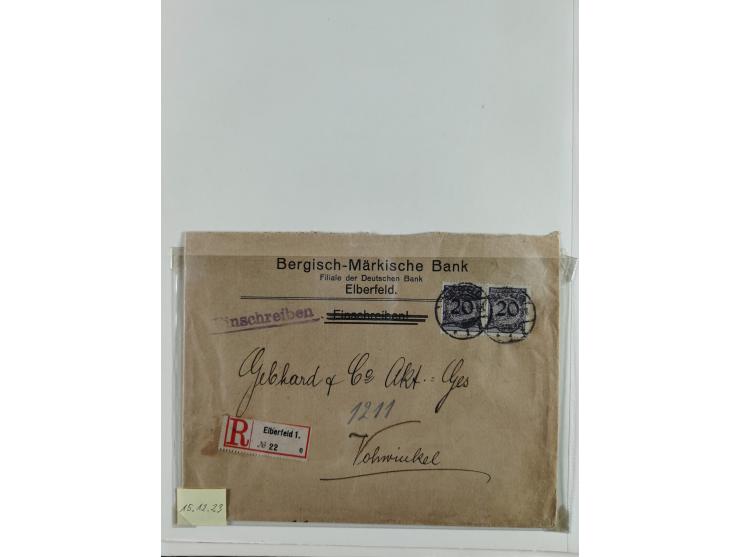 Bergisch-Märkische Bank
Filiale der Deutschen Bank
Elberfeld.
Einschreiben. Einschreiben!
20 20
Gebhard & Co Akt.=Ges
1211
R Elberfeld 1.
№ 22 e
Vohwinkel
15.12.23